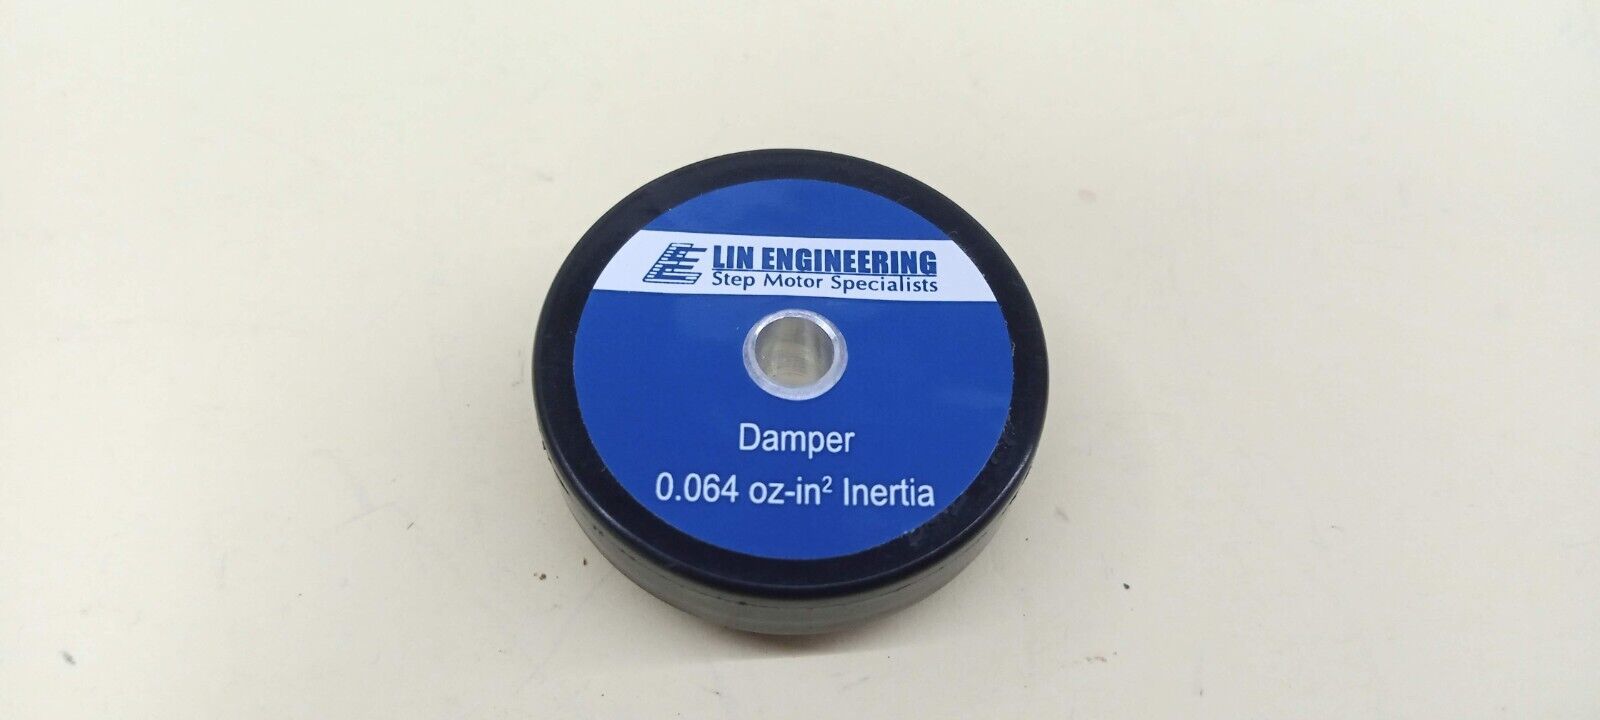 LIN ENGINEERING
Step Motor Specialists
Damper
0.064 oz-in² Inertia